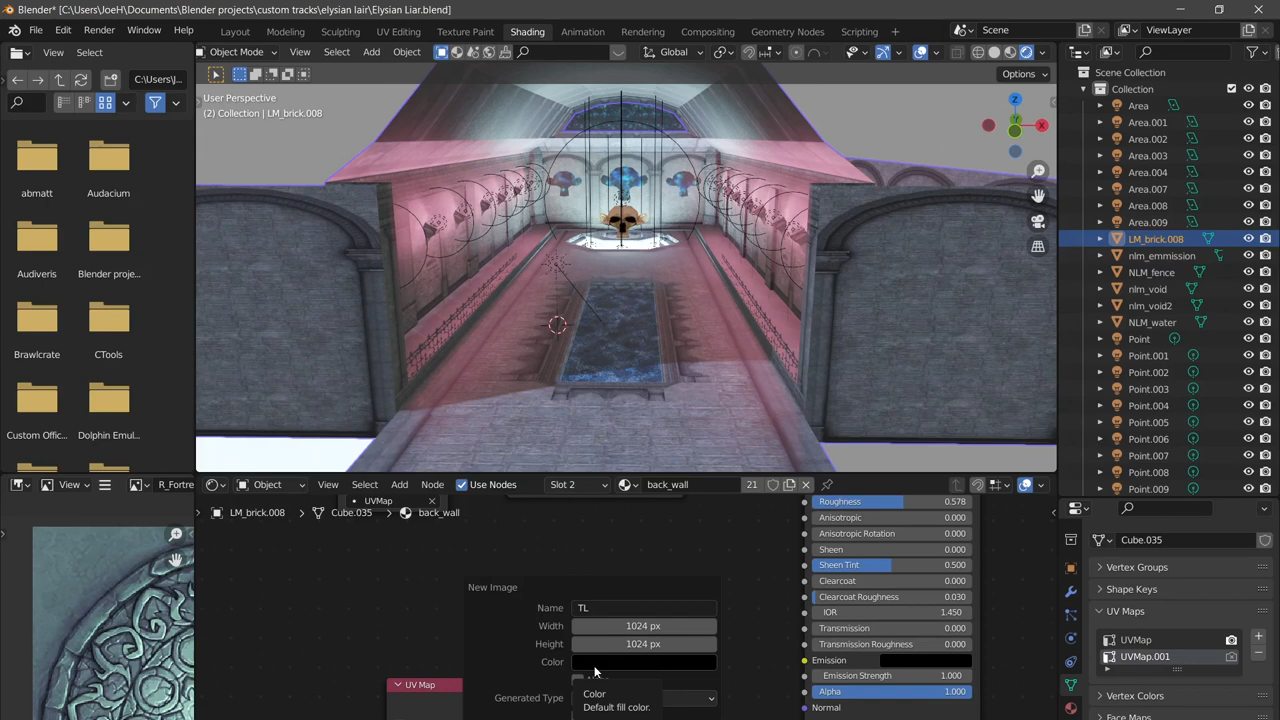 Blender* [C:\Users\JoeH\Documents\Blender projects\custom tracks\elysian lair\Elysian Liar.blend]
File Edit Render Window Help Layout Modeling Sculpting UV Editing Texture Paint Shading Animation Rendering Compositing Geometry Nodes Scripting + Scene ViewLayer
View Select Object Mode View Select Add Object Global
C:\Users\J... Options
User Perspective
(2) Collection | LM_brick.008
Z
Y
X
abmatt Audacium
Audiveris Blender proje...
Brawlcrate CTools
Custom Offic... Dolphin Emul...
Scene Collection
Collection
Area
Area.001
Area.002
Area.003
Area.004
Area.007
Area.008
Area.009
LM_brick.008
nlm_emmission
NLM_fence
nlm_void
nlm_void2
NLM_water
Point
Point.001
Point.002
Point.003
Point.004
Point.005
Point.006
Point.007
Point.008
Point.009
View R_Fortre
Object View Select Add Node Use Nodes Slot 2 back_wall 21
UVMap
LM_brick.008 Cube.035 back_wall
New Image
Name TL
Width 1024 px
Height 1024 px
Color
Generated Type
Color
Default fill color.
UV Map
Roughness 0.578
Anisotropic 0.000
Anisotropic Rotation 0.000
Sheen 0.000
Sheen Tint 0.500
Clearcoat 0.000
Clearcoat Roughness 0.030
IOR 1.450
Transmission 0.000
Transmission Roughness 0.000
Emission
Emission Strength 1.000
Alpha 1.000
Normal
Cube.035
Vertex Groups
Shape Keys
UV Maps
UVMap
UVMap.001
Vertex Colors
Face Maps